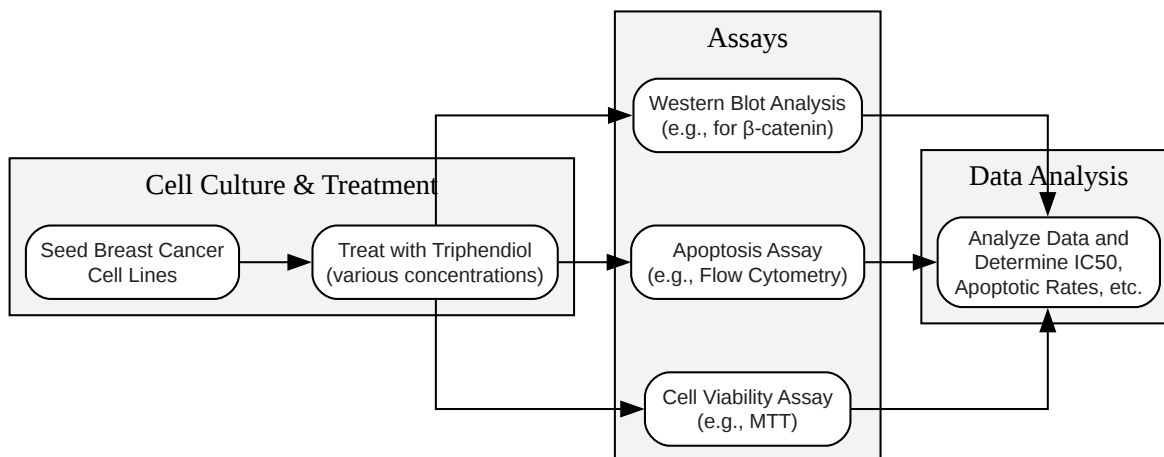 Assays
Western Blot Analysis
(e.g., for β-catenin)
Cell Culture & Treatment
Data Analysis
Seed Breast Cancer
Cell Lines
Treat with Triphendiol
(various concentrations)
Apoptosis Assay
(e.g., Flow Cytometry)
Analyze Data and
Determine IC50,
Apoptotic Rates, etc.
Cell Viability Assay
(e.g., MTT)